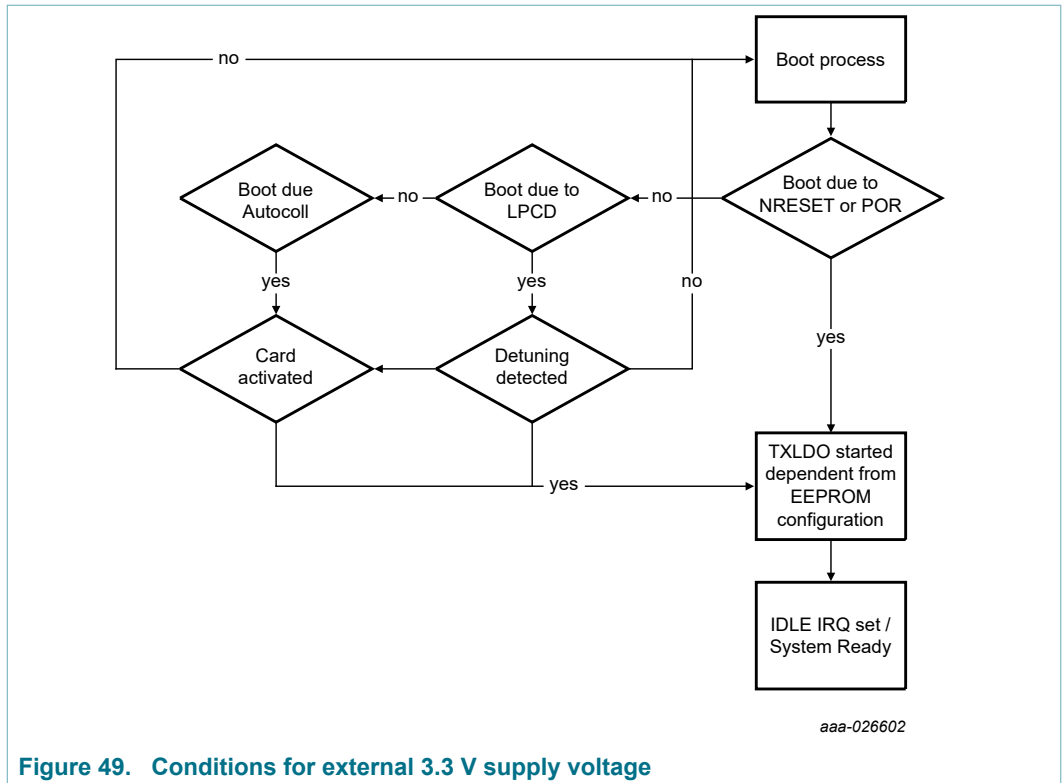 no
Boot process
Boot due
Autocoll
no
Boot due to
LPCD
no
Boot due to
NRESET or POR
yes
yes
no
yes
Card
activated
Detuning
detected
yes
TXLDO started
dependent from
EEPROM
configuration
IDLE IRQ set /
System Ready
aaa-026602
Figure 49. Conditions for external 3.3 V supply voltage